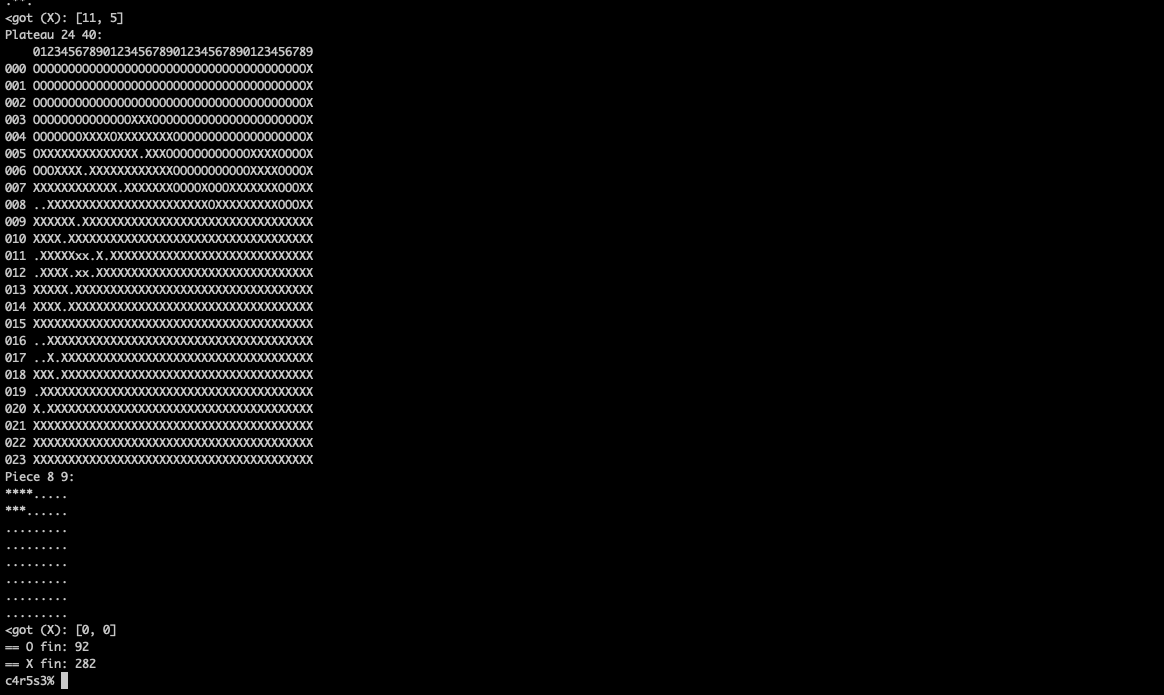 .**.
<got (X): [11, 5]
Plateau 24 40:
    0123456789012345678901234567890123456789
000 OOOOOOOOOOOOOOOOOOOOOOOOOOOOOOOOOOOOOOOX
001 OOOOOOOOOOOOOOOOOOOOOOOOOOOOOOOOOOOOOOOX
002 OOOOOOOOOOOOOOOOOOOOOOOOOOOOOOOOOOOOOOOX
003 OOOOOOOOOOOOOOXXXOOOOOOOOOOOOOOOOOOOOOOX
004 OOOOOOOXXXXOXXXXXXXXOOOOOOOOOOOOOOOOOOOX
005 OXXXXXXXXXXXXXX.XXXOOOOOOOOOOOOXXXXOOOOX
006 OOOXXXX.XXXXXXXXXXXXOOOOOOOOOOOXXXXOOOOX
007 XXXXXXXXXXXX.XXXXXXXOOOOXOOOXXXXXXXOOOXX
008 ..XXXXXXXXXXXXXXXXXXXXXXXOXXXXXXXXXOOOXX
009 XXXXXX.XXXXXXXXXXXXXXXXXXXXXXXXXXXXXXXXX
010 XXXX.XXXXXXXXXXXXXXXXXXXXXXXXXXXXXXXXXXX
011 .XXXXXxx.X.XXXXXXXXXXXXXXXXXXXXXXXXXXXXX
012 .XXXX.xx.XXXXXXXXXXXXXXXXXXXXXXXXXXXXXXX
013 XXXXX.XXXXXXXXXXXXXXXXXXXXXXXXXXXXXXXXXX
014 XXXX.XXXXXXXXXXXXXXXXXXXXXXXXXXXXXXXXXXX
015 XXXXXXXXXXXXXXXXXXXXXXXXXXXXXXXXXXXXXXXX
016 ..XXXXXXXXXXXXXXXXXXXXXXXXXXXXXXXXXXXXXX
017 ..X.XXXXXXXXXXXXXXXXXXXXXXXXXXXXXXXXXXXX
018 XXX.XXXXXXXXXXXXXXXXXXXXXXXXXXXXXXXXXXXX
019 .XXXXXXXXXXXXXXXXXXXXXXXXXXXXXXXXXXXXXXX
020 X.XXXXXXXXXXXXXXXXXXXXXXXXXXXXXXXXXXXXXX
021 XXXXXXXXXXXXXXXXXXXXXXXXXXXXXXXXXXXXXXXX
022 XXXXXXXXXXXXXXXXXXXXXXXXXXXXXXXXXXXXXXXX
023 XXXXXXXXXXXXXXXXXXXXXXXXXXXXXXXXXXXXXXXX
Piece 8 9:
****.....
***......
.........
.........
.........
.........
.........
.........
<got (X): [0, 0]
== O fin: 92
== X fin: 282
c4r5s3%